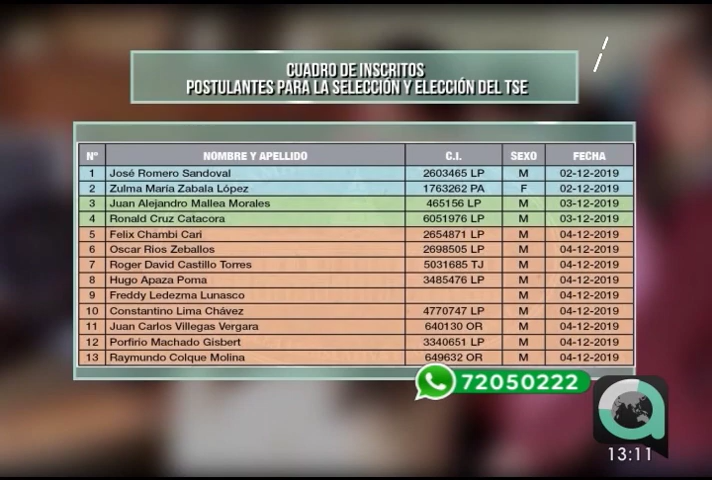 CUADRO DE INSCRITOS
POSTULANTES PARA LA SELECCIÓN Y ELECCIÓN DEL TSE
Nº NOMBRE Y APELLIDO C.I. SEXO FECHA
1 José Romero Sandoval 2603465 LP M 02-12-2019
2 Zulma María Zabala López 1763262 PA F 02-12-2019
3 Juan Alejandro Mallea Morales 465156 LP M 03-12-2019
4 Ronald Cruz Catacora 6051976 LP M 03-12-2019
5 Felix Chambi Cari 2654871 LP M 04-12-2019
6 Oscar Rios Zeballos 2698505 LP M 04-12-2019
7 Roger David Castillo Torres 5031685 TJ M 04-12-2019
8 Hugo Apaza Poma 3485476 LP M 04-12-2019
9 Freddy Ledezma Lunasco M 04-12-2019
10 Constantino Lima Chávez 4770747 LP M 04-12-2019
11 Juan Carlos Villegas Vergara 640130 OR M 04-12-2019
12 Porfirio Machado Gisbert 3340651 LP M 04-12-2019
13 Raymundo Colque Molina 649632 OR M 04-12-2019
72050222
13:11